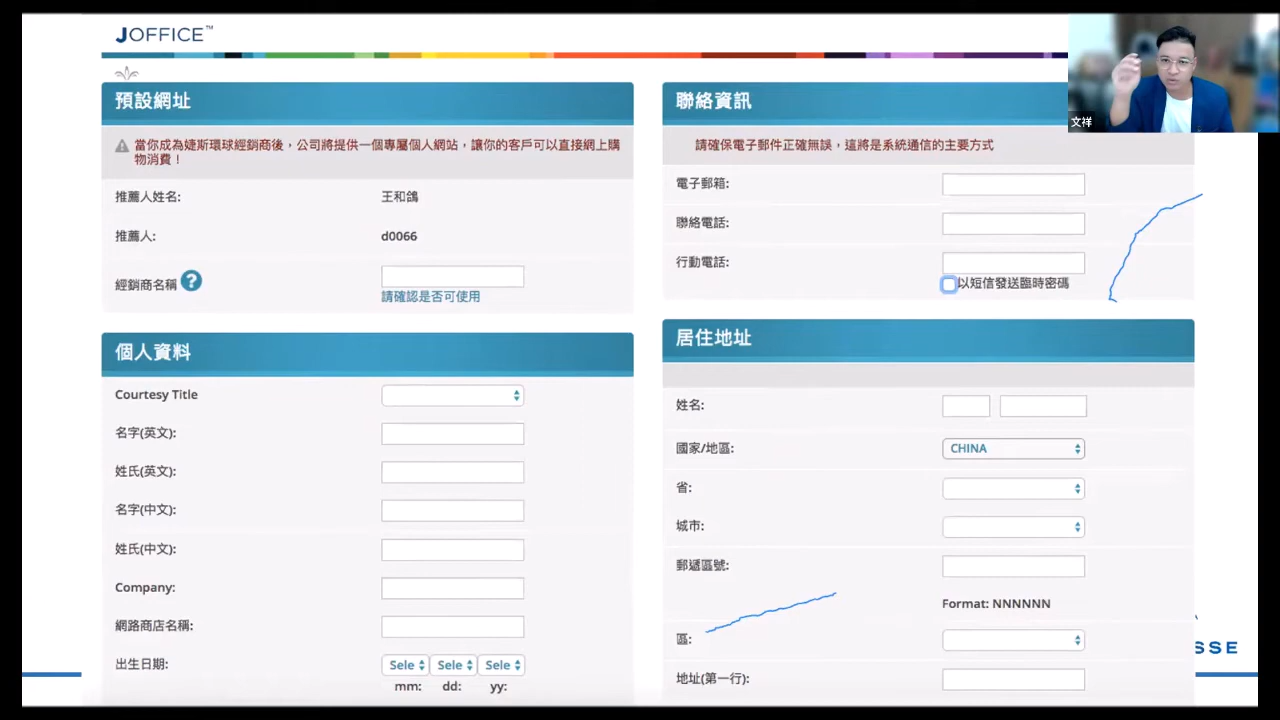 JOFFICE™
預設網址
當你成為婕斯環球經銷商後，公司將提供一個專屬個人網站，讓你的客戶可以直接網上購
物消費！
推薦人姓名:
王和鴿
推薦人:
d0066
經銷商名稱 ?
請確認是否可使用
個人資料
Courtesy Title
名字(英文):
姓氏(英文):
名字(中文):
姓氏(中文):
Company:
網路商店名稱:
出生日期:
Sele Sele Sele
mm: dd: yy:
聯絡資訊
請確保電子郵件正確無誤，這將是系統通信的主要方式
電子郵箱:
聯絡電話:
行動電話:
以短信發送臨時密碼
居住地址
姓名:
國家/地區:
CHINA
省:
城市:
郵遞區號:
Format: NNNNNN
區:
地址(第一行):
文祥
SSE